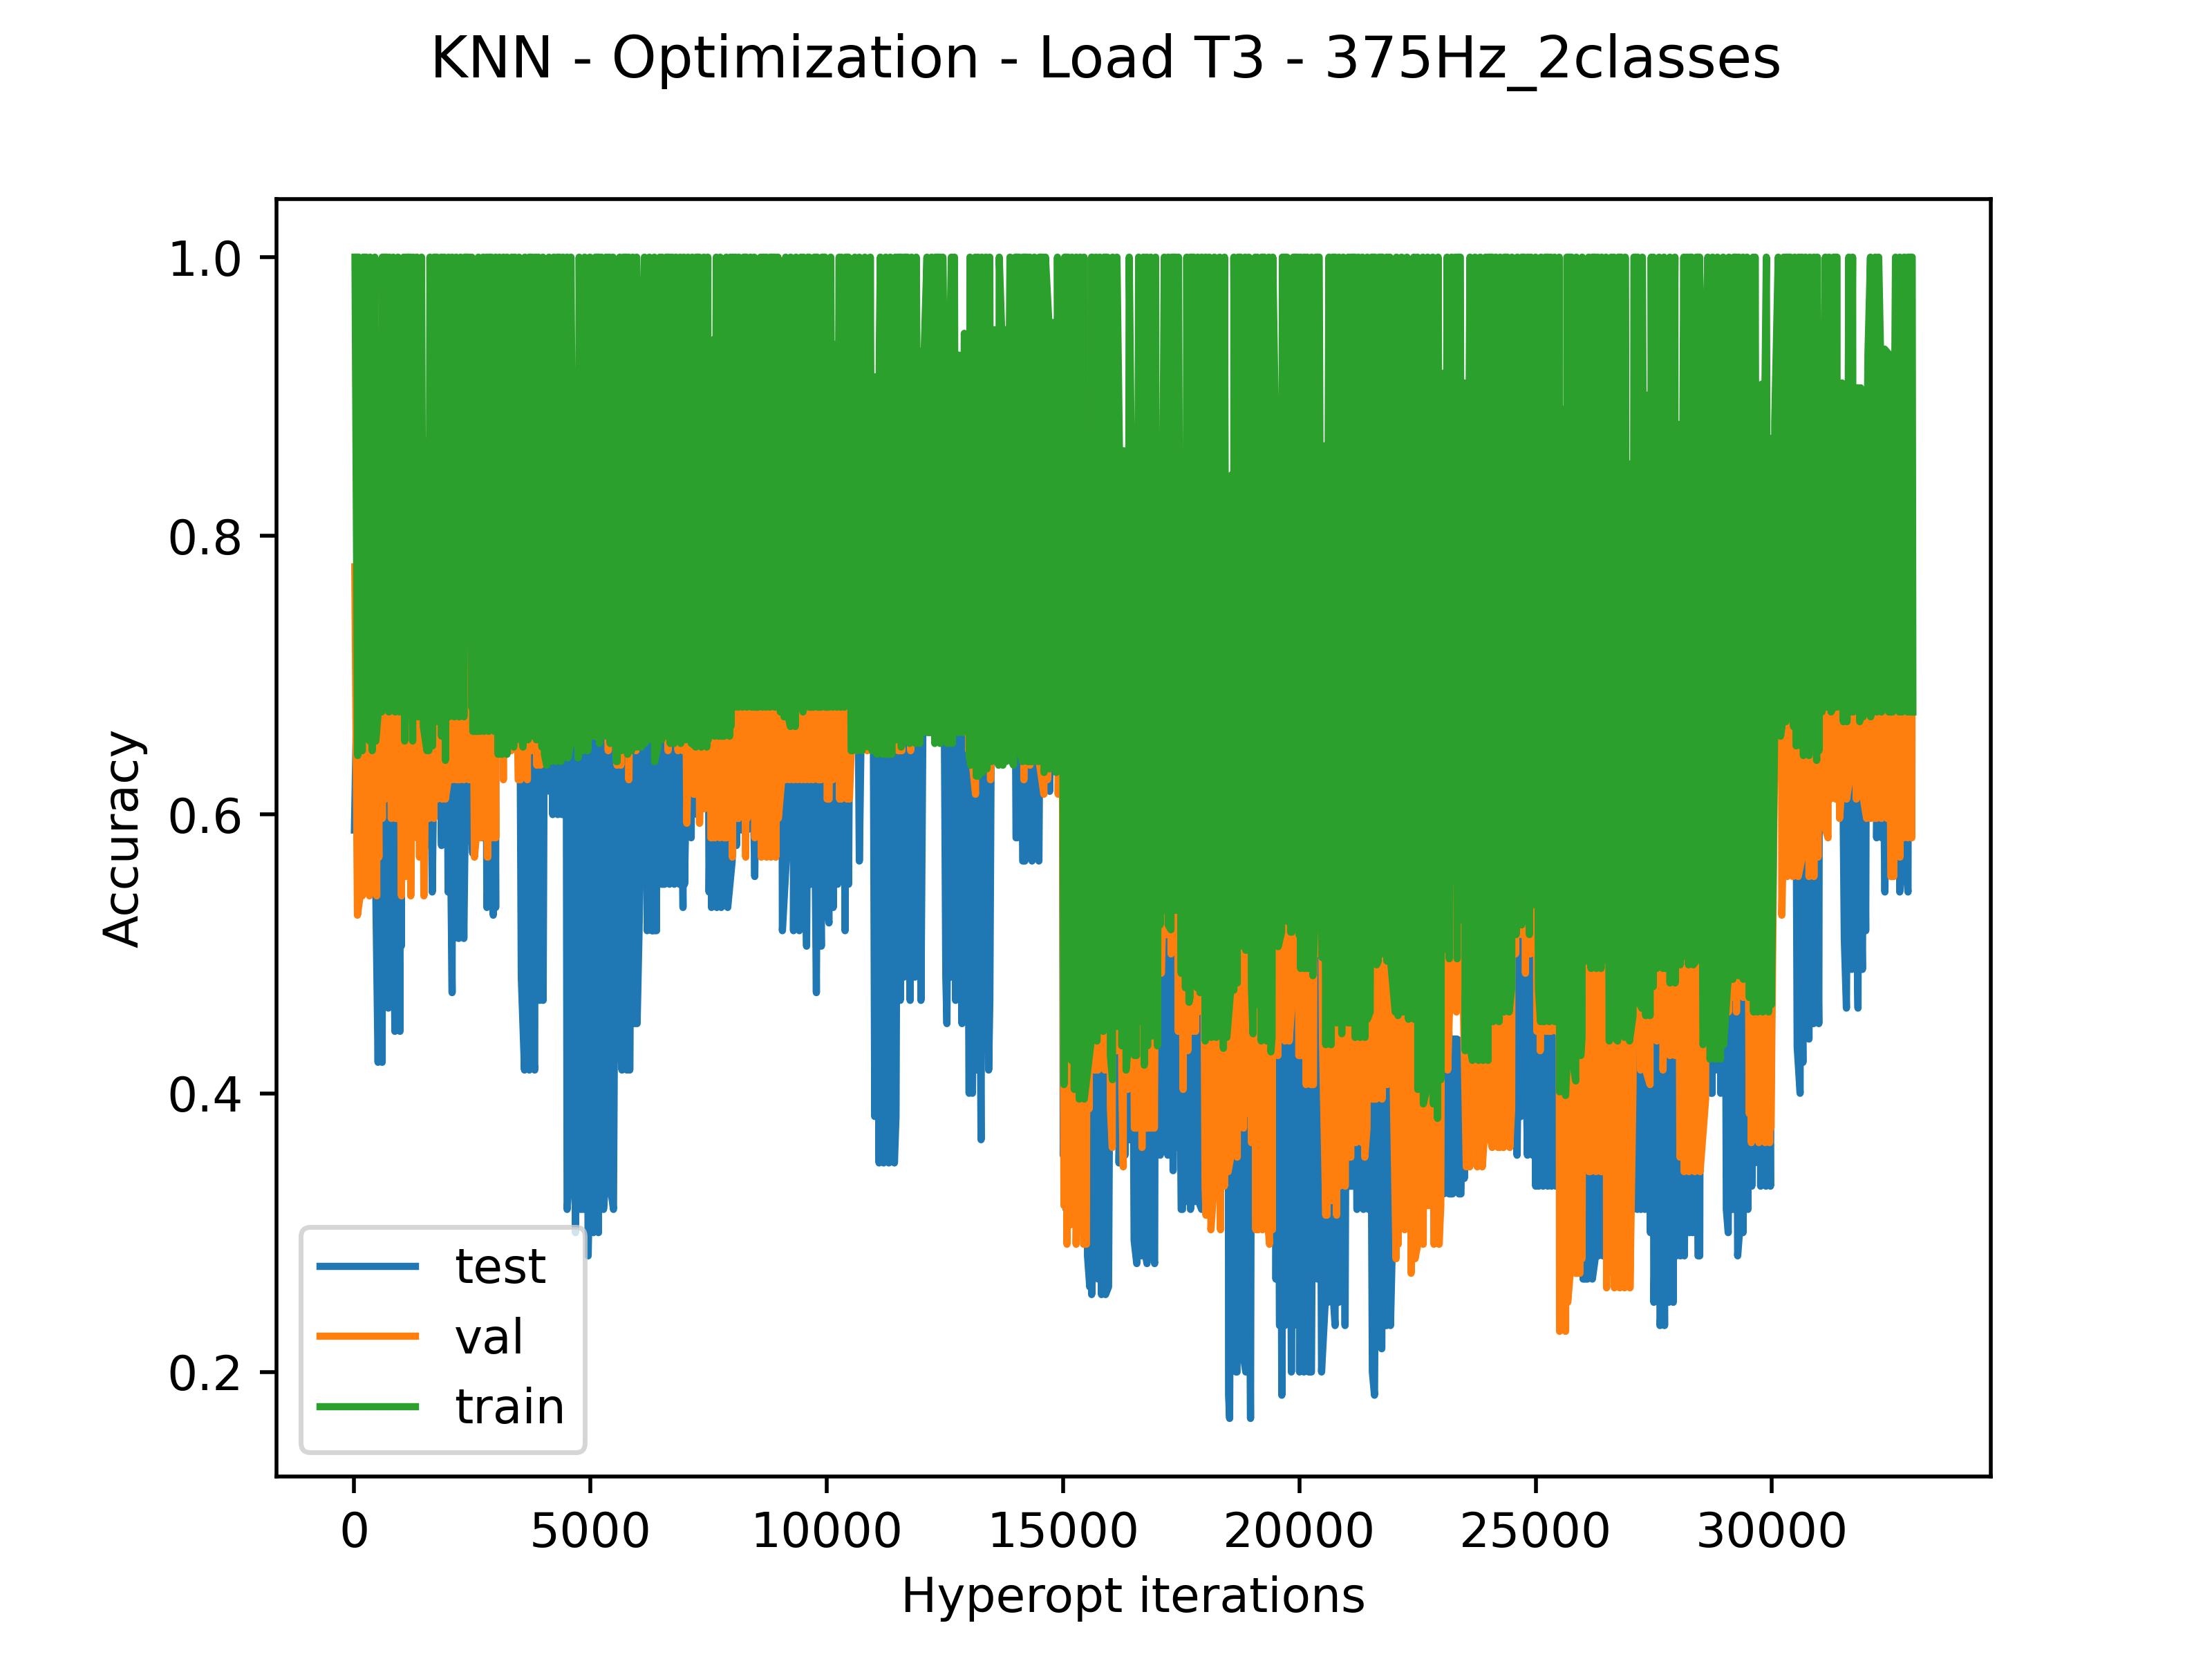 KNN - Optimization - Load T3 - 375Hz_2classes
1.0
0.8
0.6
0.4
0.2
Accuracy
test
val
train
0 5000 10000 15000 20000 25000 30000
Hyperopt iterations